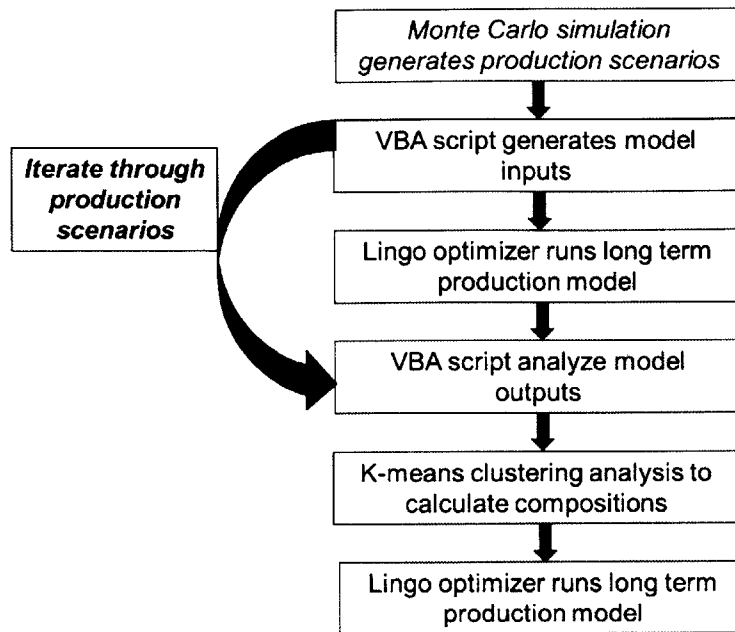 Monte Carlo simulation
generates production scenarios
VBA script generates model
inputs
Iterate through
production
scenarios
Lingo optimizer runs long term
production model
VBA script analyze model
outputs
K-means clustering analysis to
calculate compositions
Lingo optimizer runs long term
production model